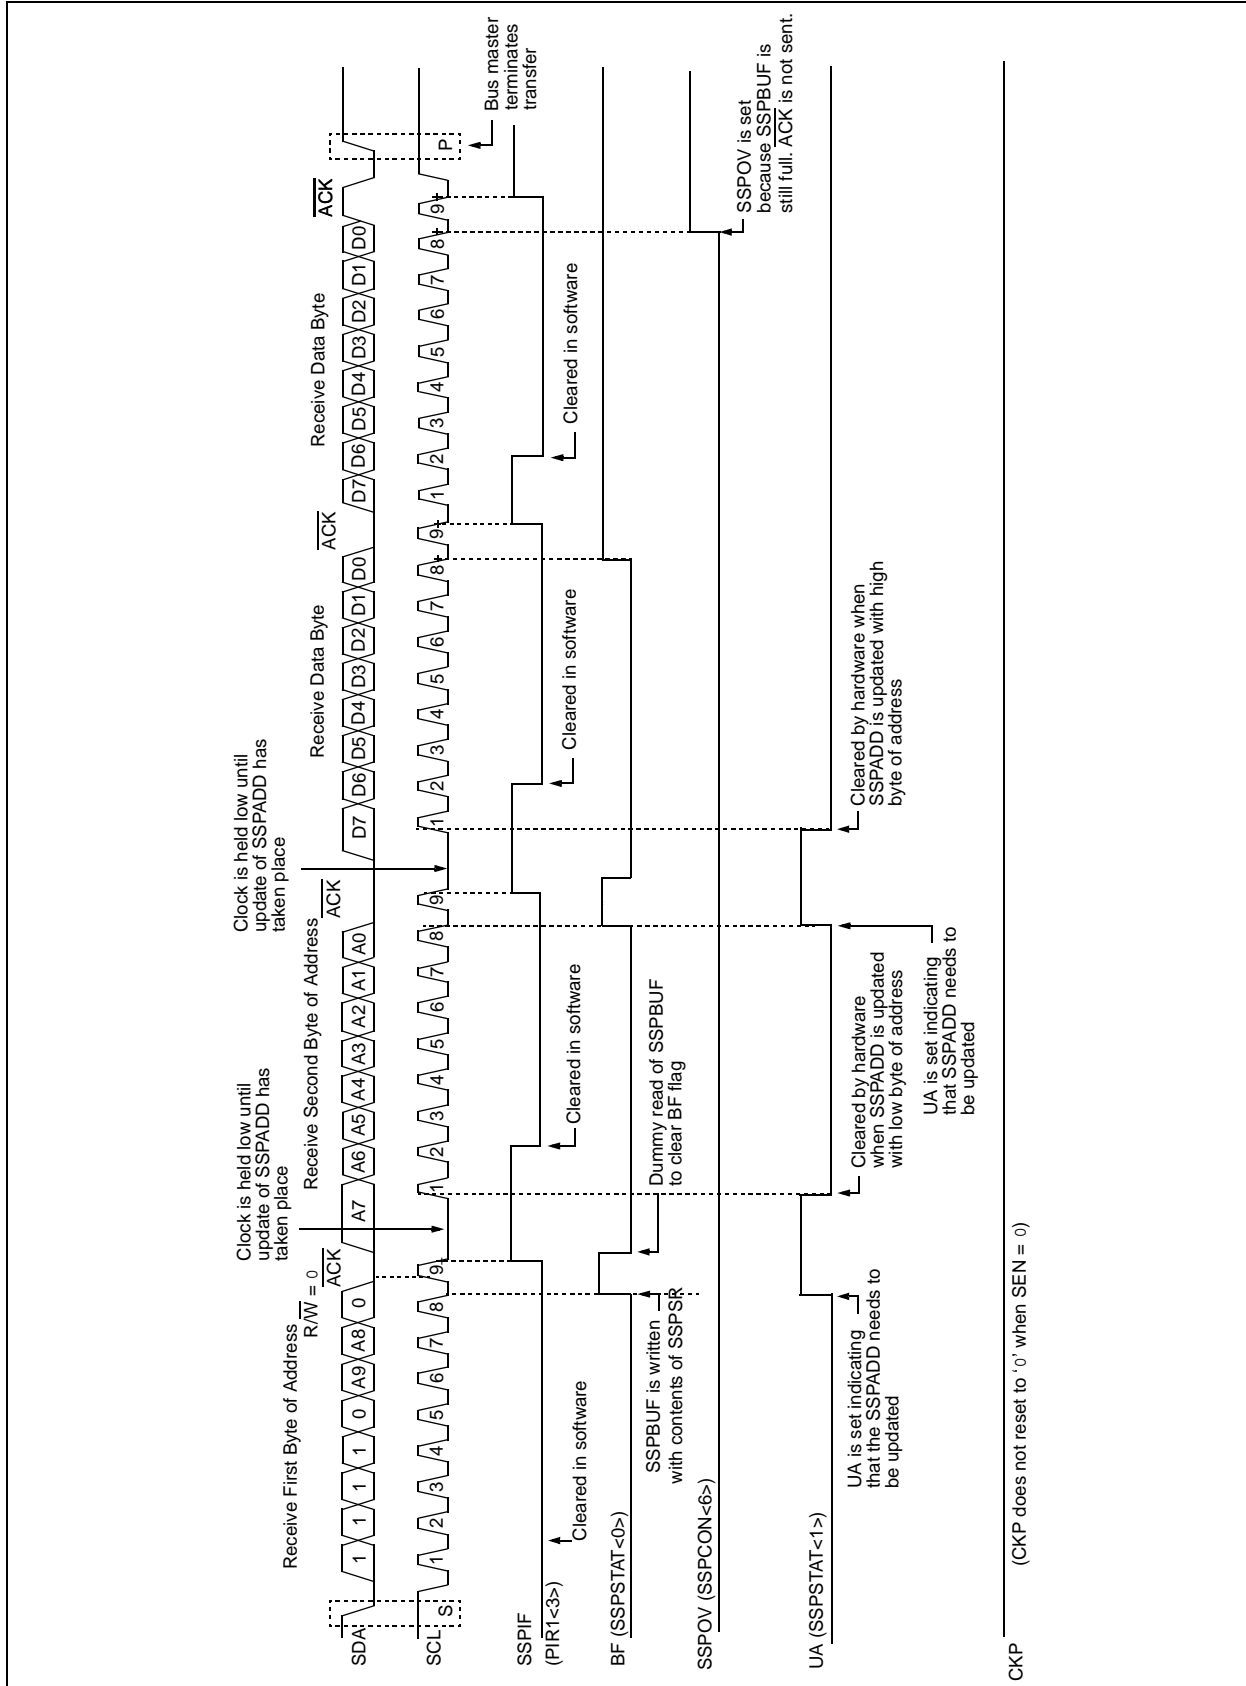 Receive First Byte of Address
R/W = 0
ACK
Clock is held low until
update of SSPADD has
taken place
Receive Second Byte of Address
ACK
Clock is held low until
update of SSPADD has
taken place
Receive Data Byte
ACK
Receive Data Byte
ACK
SDA
1 1 1 1 0 A9 A8 0
A7 A6 A5 A4 A3 A2 A1 A0
D7 D6 D5 D4 D3 D2 D1 D0
D7 D6 D5 D4 D3 D2 D1 D0
SCL
S
1 2 3 4 5 6 7 8 9
1 2 3 4 5 6 7 8 9
1 2 3 4 5 6 7 8 9
1 2 3 4 5 6 7 8 9
P
Bus master
terminates
transfer
SSPIF
(PIR1<3>)
Cleared in software
Cleared in software
Cleared in software
Cleared in software
BF (SSPSTAT<0>)
SSPBUF is written
with contents of SSPSR
Dummy read of SSPBUF
to clear BF flag
SSPOV (SSPCON<6>)
SSPOV is set
because SSPBUF is
still full. ACK is not sent.
UA (SSPSTAT<1>)
UA is set indicating
that the SSPADD needs to
be updated
Cleared by hardware
when SSPADD is updated
with low byte of address
UA is set indicating
that SSPADD needs to
be updated
Cleared by hardware when
SSPADD is updated with high
byte of address
CKP
(CKP does not reset to ‘0’ when SEN = 0)